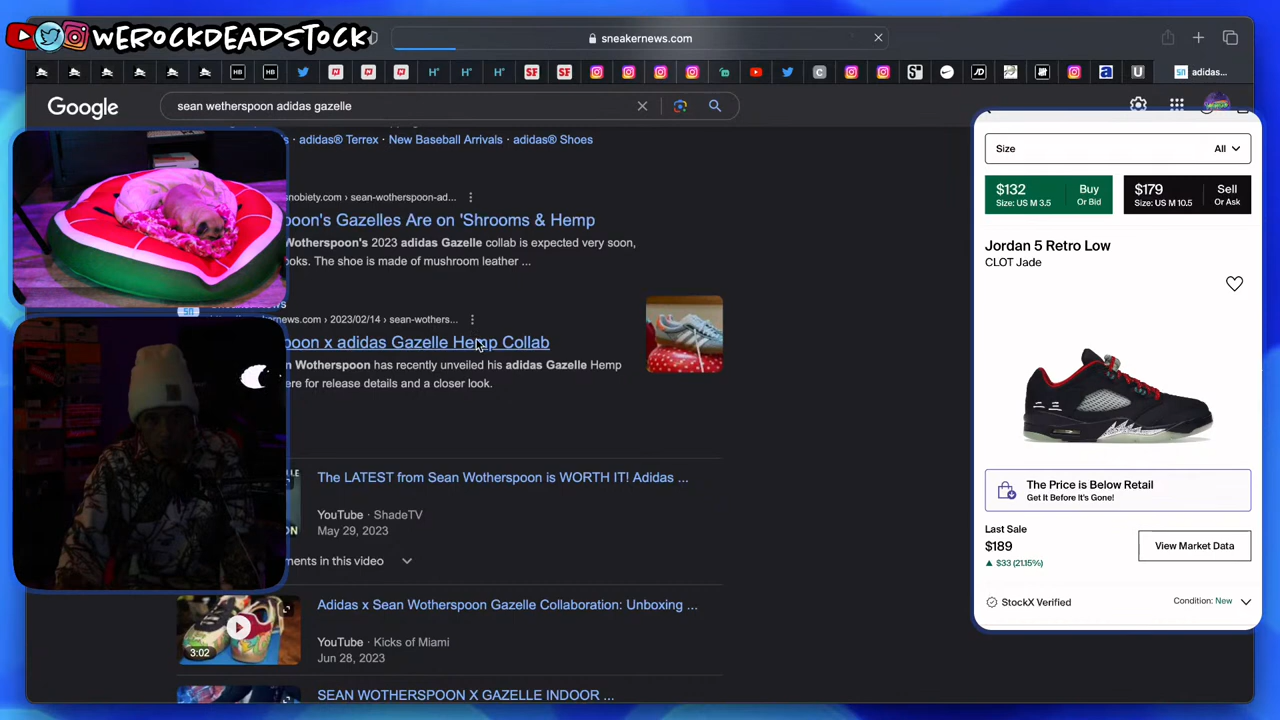 WEROCKDEADSTOCK
sneakernews.com
adidas...
Google
sean wetherspoon adidas gazelle
adidas® Terrex • New Baseball Arrivals • adidas® Shoes
nobiety.com › sean-wotherspoon-ad...
poon's Gazelles Are on 'Shrooms & Hemp
Wotherspoon's 2023 adidas Gazelle collab is expected very soon,
ooks. The shoe is made of mushroom leather ...
kernews.com › 2023/02/14 › sean-wothers...
poon x adidas Gazelle Hemp Collab
n Wotherspoon has recently unveiled his adidas Gazelle Hemp
ere for release details and a closer look.
The LATEST from Sean Wotherspoon is WORTH IT! Adidas ...
YouTube · ShadeTV
May 29, 2023
ments in this video
Adidas x Sean Wotherspoon Gazelle Collaboration: Unboxing ...
YouTube · Kicks of Miami
3:02
Jun 28, 2023
SEAN WOTHERSPOON X GAZELLE INDOOR ...
Size
All
$132
Size: US M 3.5
Buy
Or Bid
$179
Size: US M 10.5
Sell
Or Ask
Jordan 5 Retro Low
CLOT Jade
The Price is Below Retail
Get It Before It's Gone!
Last Sale
$189
▲ $33 (21.15%)
View Market Data
StockX Verified
Condition: New